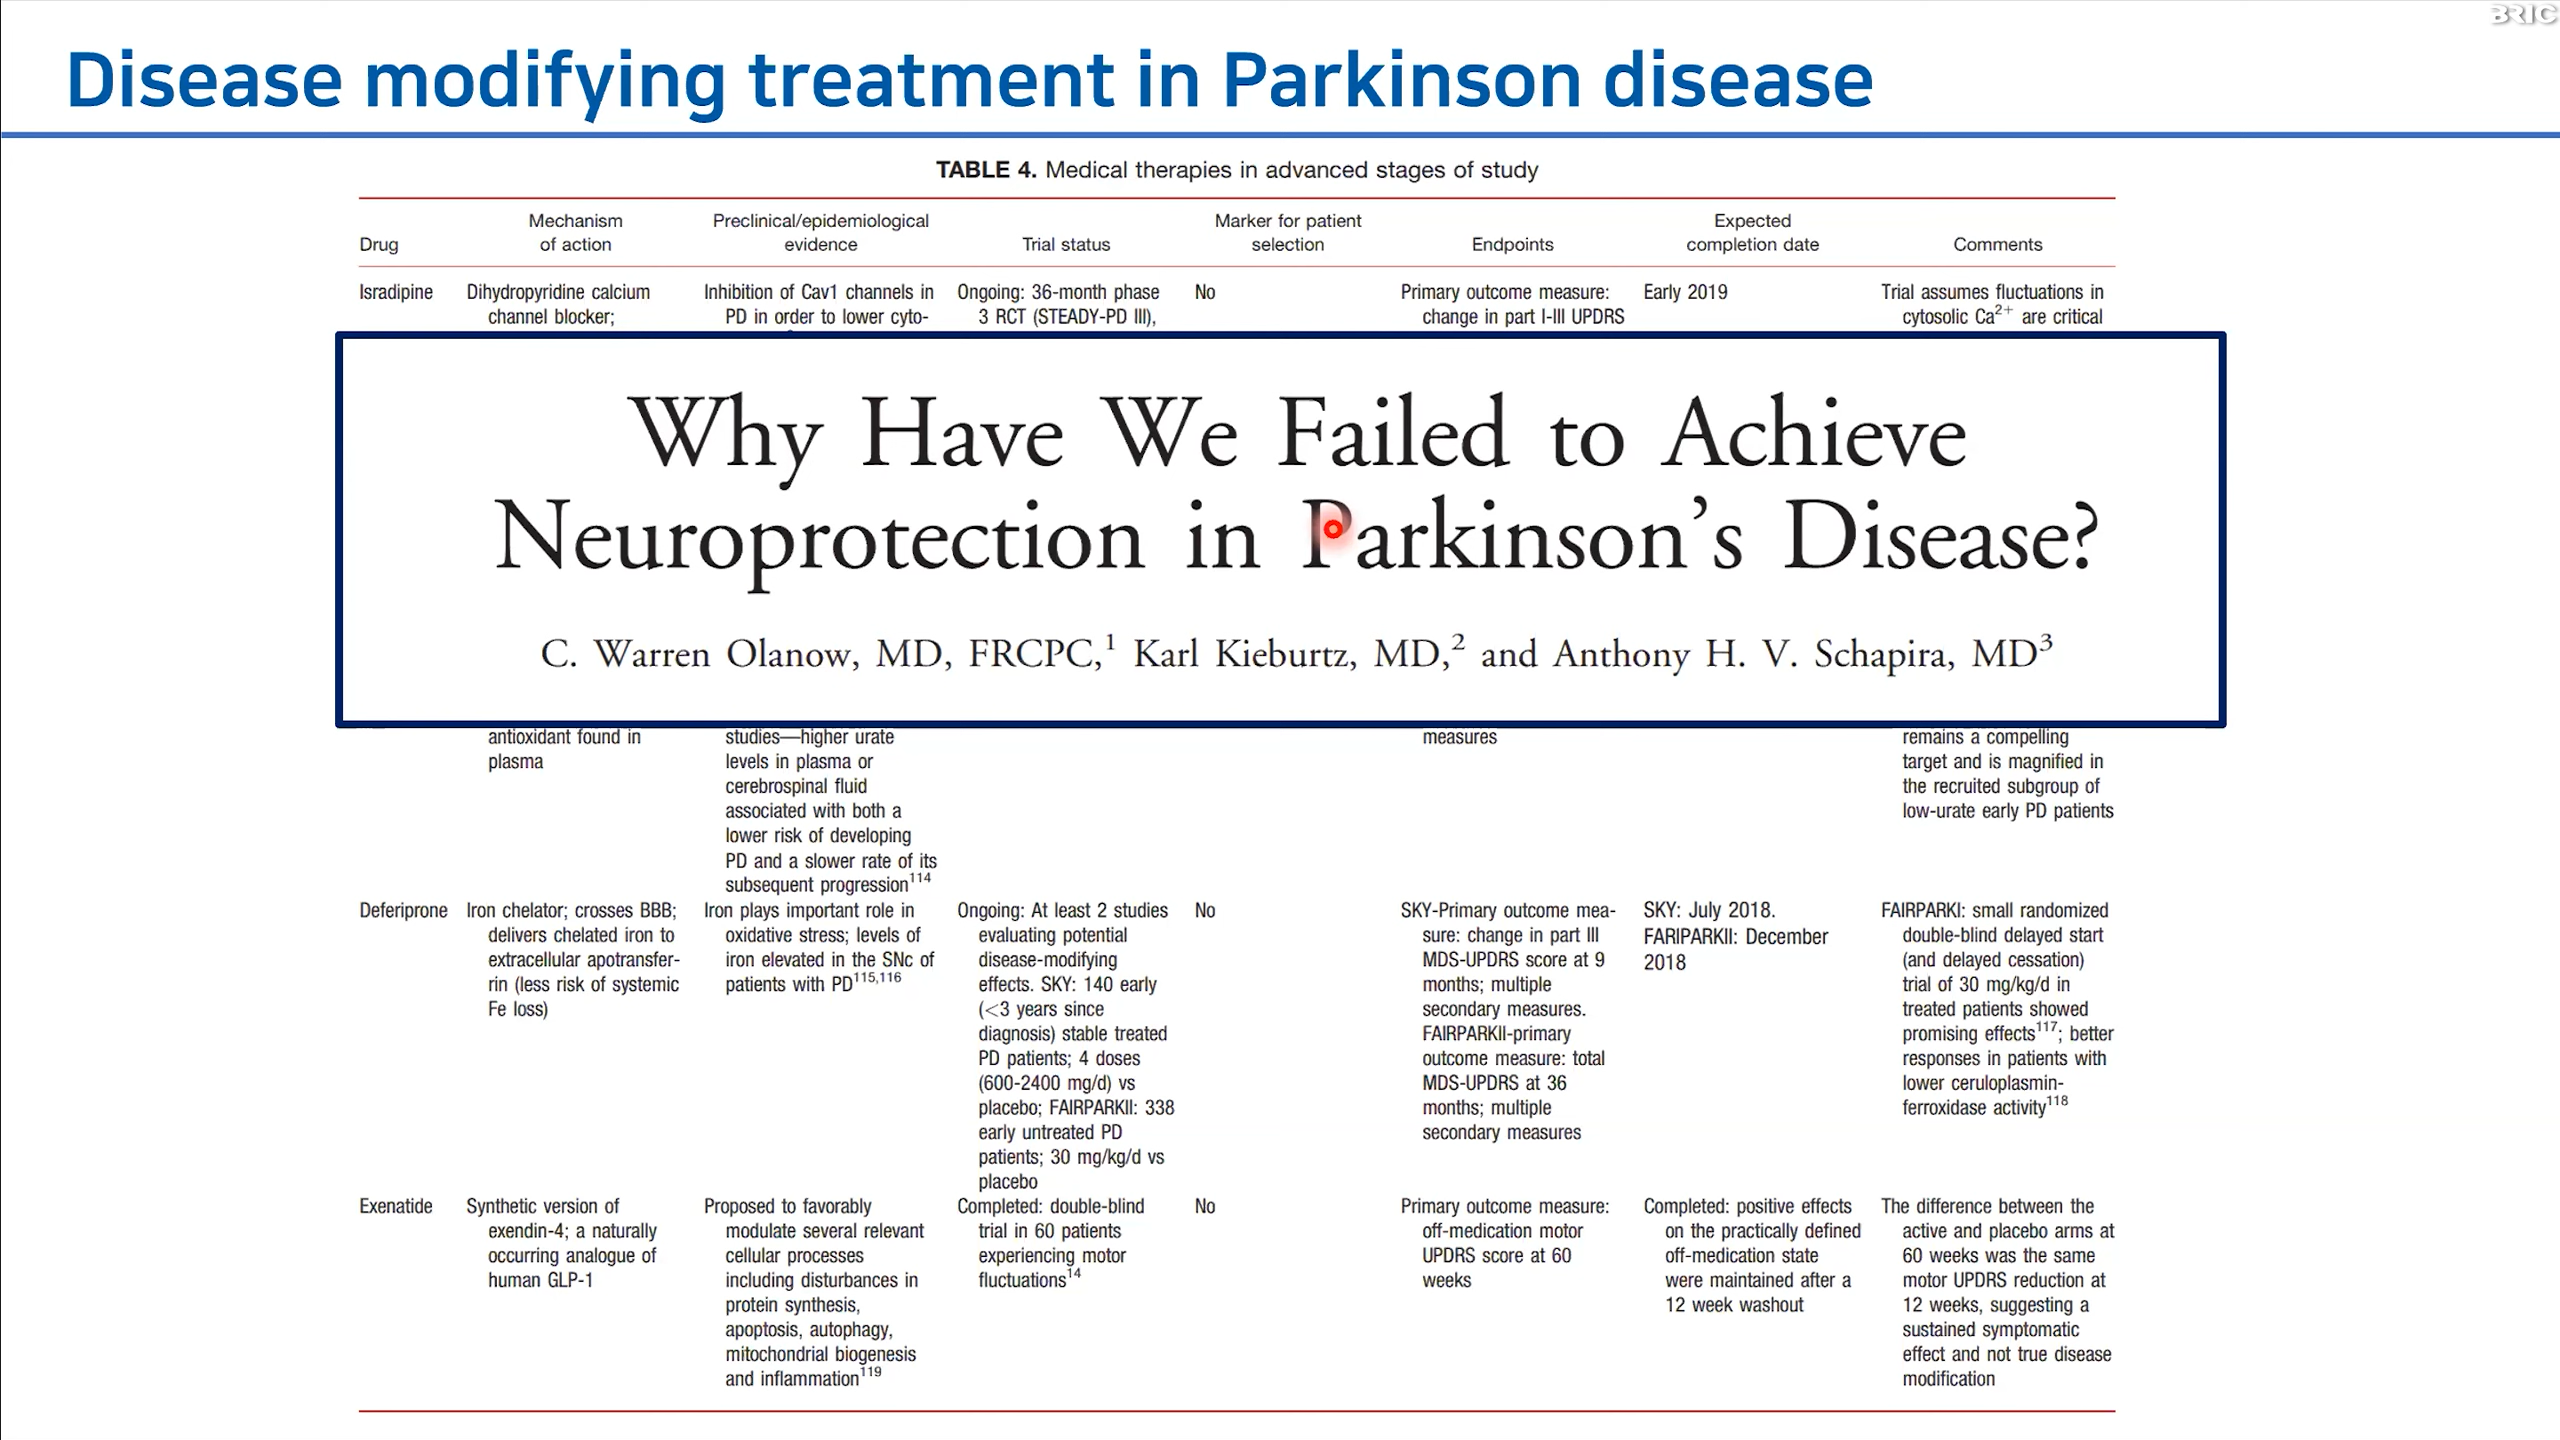 BRIC
Disease modifying treatment in Parkinson disease
TABLE 4. Medical therapies in advanced stages of study
Drug
Mechanism
of action
Preclinical/epidemiological
evidence
Trial status
Marker for patient
selection
Endpoints
Expected
completion date
Comments
Isradipine
Dihydropyridine calcium
channel blocker;
Inhibition of Cav1 channels in
PD in order to lower cyto-
Ongoing: 36-month phase
3 RCT (STEADY-PD III),
No
Primary outcome measure:
change in part I-III UPDRS
Early 2019
Trial assumes fluctuations in
cytosolic Ca2+ are critical
Why Have We Failed to Achieve
Neuroprotection in Parkinson's Disease?
C. Warren Olanow, MD, FRCPC,1 Karl Kieburtz, MD,2 and Anthony H. V. Schapira, MD3
antioxidant found in
plasma
studies—higher urate
levels in plasma or
cerebrospinal fluid
associated with both a
lower risk of developing
PD and a slower rate of its
subsequent progression114
measures
remains a compelling
target and is magnified in
the recruited subgroup of
low-urate early PD patients
Deferiprone
Iron chelator; crosses BBB;
delivers chelated iron to
extracellular apotransfer-
rin (less risk of systemic
Fe loss)
Iron plays important role in
oxidative stress; levels of
iron elevated in the SNc of
patients with PD115,116
Ongoing: At least 2 studies
evaluating potential
disease-modifying
effects. SKY: 140 early
(<3 years since
diagnosis) stable treated
PD patients; 4 doses
(600-2400 mg/d) vs
placebo; FAIRPARKII: 338
early untreated PD
patients; 30 mg/kg/d vs
placebo
No
SKY-Primary outcome mea-
sure: change in part III
MDS-UPDRS score at 9
months; multiple
secondary measures.
FAIRPARKII-primary
outcome measure: total
MDS-UPDRS at 36
months; multiple
secondary measures
SKY: July 2018.
FARIPARKII: December
2018
FAIRPARKI: small randomized
double-blind delayed start
(and delayed cessation)
trial of 30 mg/kg/d in
treated patients showed
promising effects117; better
responses in patients with
lower ceruloplasmin-
ferroxidase activity118
Exenatide
Synthetic version of
exendin-4; a naturally
occurring analogue of
human GLP-1
Proposed to favorably
modulate several relevant
cellular processes
including disturbances in
protein synthesis,
apoptosis, autophagy,
mitochondrial biogenesis
and inflammation119
Completed: double-blind
trial in 60 patients
experiencing motor
fluctuations14
No
Primary outcome measure:
off-medication motor
UPDRS score at 60
weeks
Completed: positive effects
on the practically defined
off-medication state
were maintained after a
12 week washout
The difference between the
active and placebo arms at
60 weeks was the same
motor UPDRS reduction at
12 weeks, suggesting a
sustained symptomatic
effect and not true disease
modification